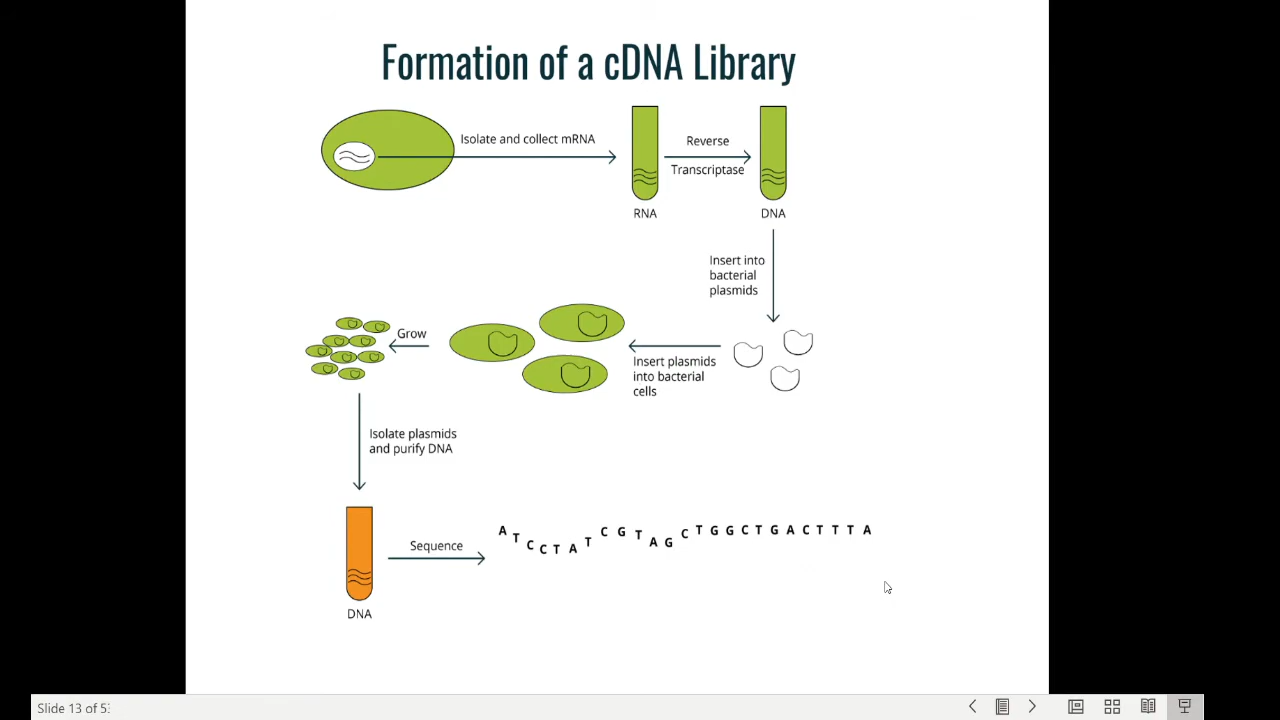 Formation of a cDNA Library
Isolate and collect mRNA
Reverse
Transcriptase
RNA
DNA
Insert into
bacterial
plasmids
Grow
Insert plasmids
into bacterial
cells
Isolate plasmids
and purify DNA
Sequence
A T C C T A T C G T A G C T G G C T G A C T T T A
DNA
Slide 13 of 5